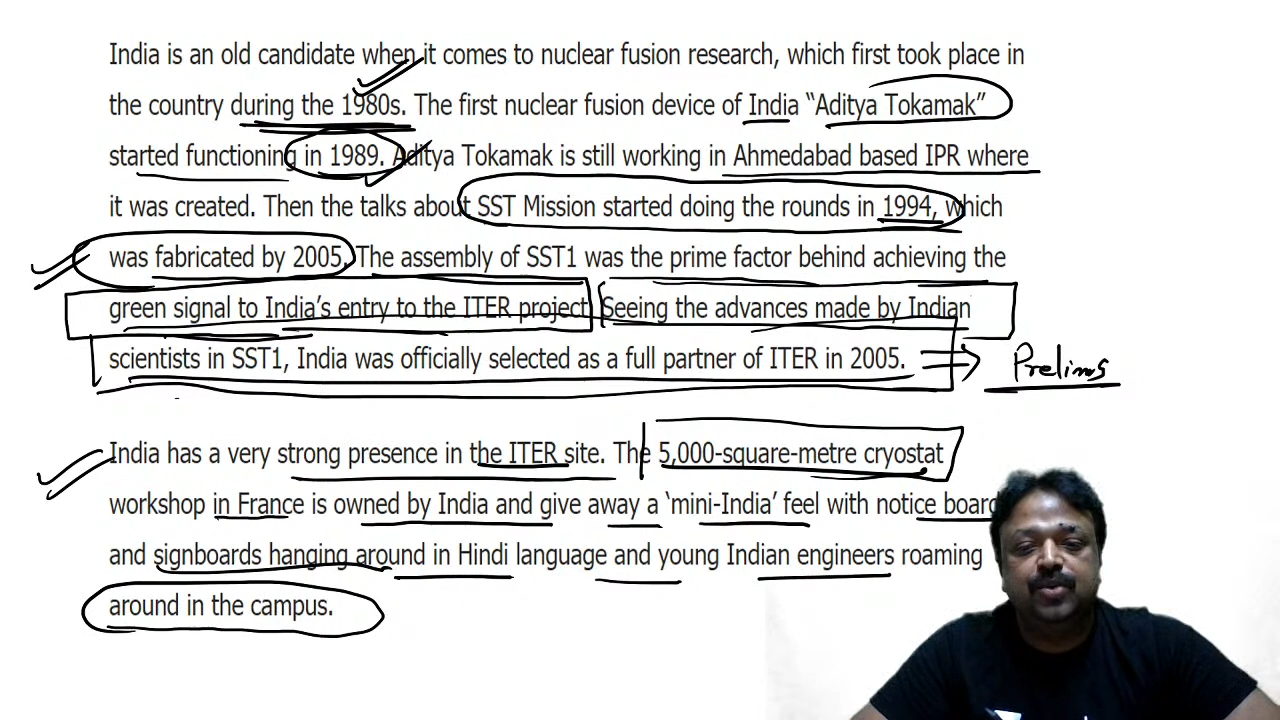 India is an old candidate when it comes to nuclear fusion research, which first took place in
the country during the 1980s. The first nuclear fusion device of India “Aditya Tokamak”
started functioning in 1989. Aditya Tokamak is still working in Ahmedabad based IPR where
it was created. Then the talks about SST Mission started doing the rounds in 1994, which
was fabricated by 2005. The assembly of SST1 was the prime factor behind achieving the
green signal to India’s entry to the ITER project. Seeing the advances made by Indian
scientists in SST1, India was officially selected as a full partner of ITER in 2005.
Prelims
India has a very strong presence in the ITER site. The 5,000-square-metre cryostat
workshop in France is owned by India and give away a ‘mini-India’ feel with notice board
and signboards hanging around in Hindi language and young Indian engineers roaming
around in the campus.